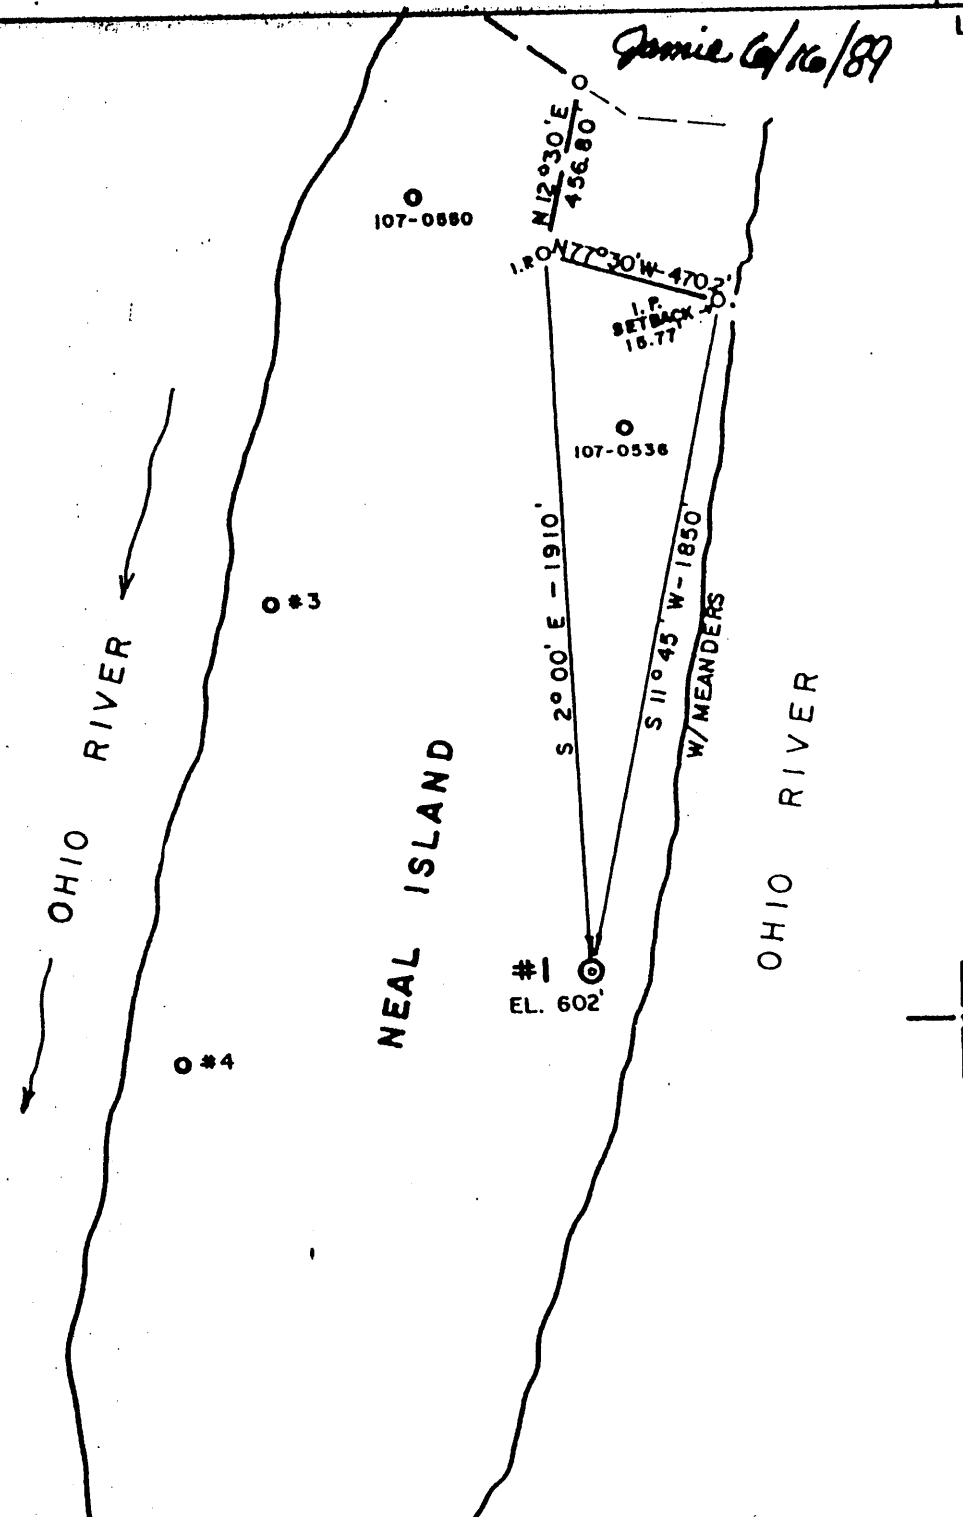 Jamie 6/16/89
N 12°30' E
456.80'
107-0550
I.P.
N77°30'W-470.2'
I.P.
SETBACK
15.77'
107-0536
S 2°00' E - 1910'
S 11°45' W - 1850'
W/MEANDERS
#3
OHIO RIVER
NEAL ISLAND
OHIO RIVER
#1
EL. 602'
#4